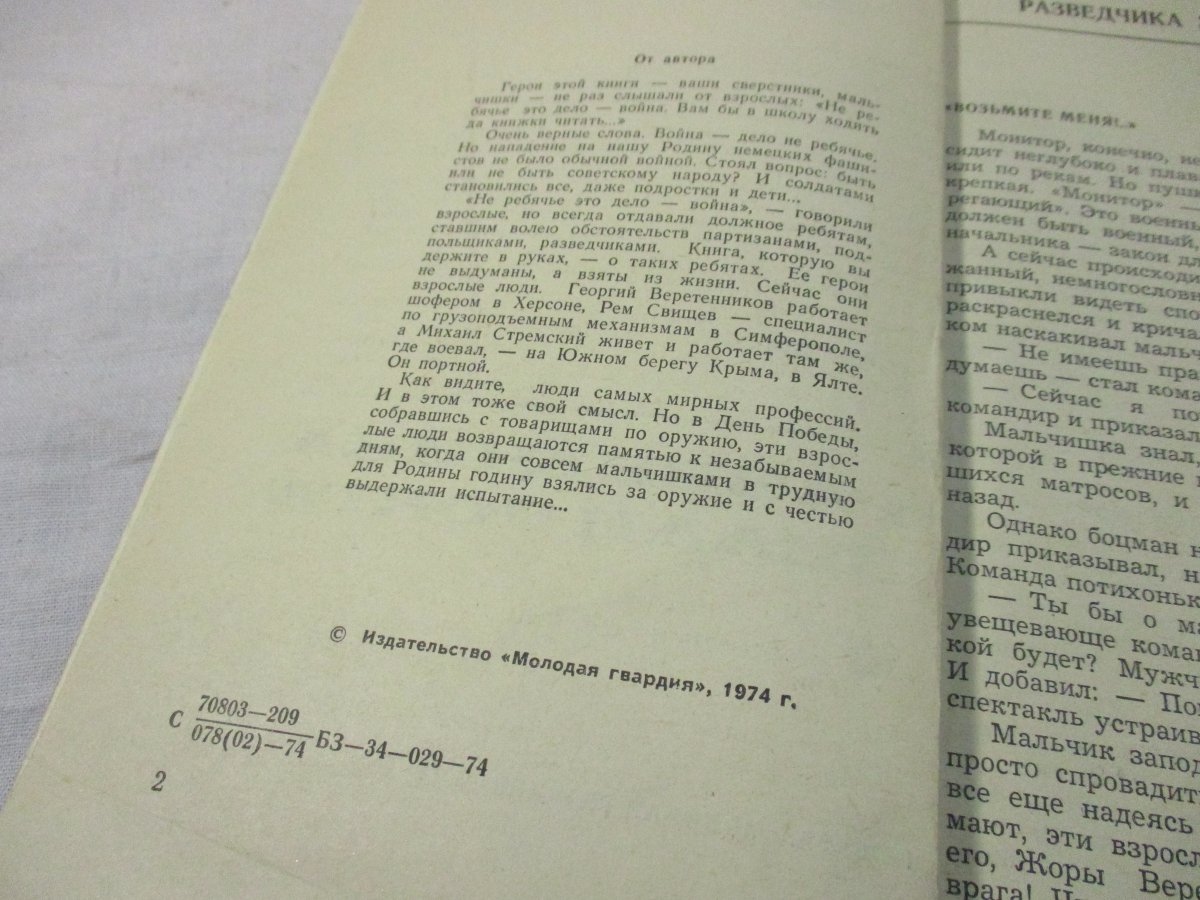 От автора
Герои этой книги — ваши сверстники, маль-
чишки — не раз слышали от взрослых: «Не ре-
бячье это дело — война. Вам бы в школу ходить
да книжки читать...»
Очень верные слова. Война — дело не ребячье.
Но нападение на нашу Родину немецких фаши-
стов не было обычной войной. Стоял вопрос: быть
или не быть советскому народу? И солдатами
становились все, даже подростки и дети...
«Не ребячье это дело — война», — говорили
взрослые, но всегда отдавали должное ребятам,
ставшим волею обстоятельств партизанами, под-
польщиками, разведчиками. Книга, которую вы
держите в руках, — о таких ребятах. Ее герои
не выдуманы, а взяты из жизни. Сейчас они
взрослые люди. Георгий Веретенников работает
шофером в Херсоне, Рем Свищев — специалист
по грузоподъемным механизмам в Симферополе,
а Михаил Стремский живет и работает там же,
где воевал, — на Южном берегу Крыма, в Ялте.
Он портной.
Как видите, люди самых мирных профессий.
И в этом тоже свой смысл. Но в День Победы,
собравшись с товарищами по оружию, эти взрос-
лые люди возвращаются памятью к незабываемым
дням, когда они совсем мальчишками в трудную
для Родины годину взялись за оружие и с честью
выдержали испытание...
© Издательство «Молодая гвардия», 1974 г.
С 70803—209
078(02)—74 БЗ—34—029—74
2
РАЗВЕДЧИКА
«ВОЗЬМИТЕ МЕНЯ!..»
Монитор, конечно, не
сидит неглубоко и плав
или по рекам. Но пуш
крепкая. «Монитор» —
регающий». Это военны
должен быть военный,
начальника — закон дл
А сейчас происходи
жанный, немногословн
привыкли видеть спо
раскраснелся и крича
ком наскакивал мальч
— Не имеешь пра
думаешь — стал кома
— Сейчас я по
командир и приказал
Мальчишка знал,
которой в прежние
шихся матросов, и
назад.
Однако боцман н
дир приказывал, н
Команда потихоньк
— Ты бы о ма
увещевающе коман
кой будет? Мужч
И добавил: — Пой
спектакль устраив
Мальчик запод
просто спровадит
все еще надеясь
мают, эти взросл
его, Жоры Вере
врага!